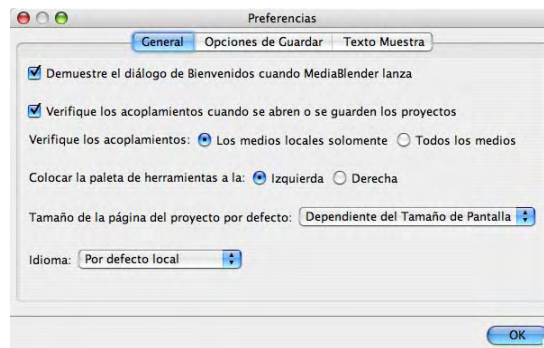 Preferencias
General Opciones de Guardar Texto Muestra
Demuestre el diálogo de Bienvenidos cuando MediaBlender lanza
Verifique los acoplamientos cuando se abren o se guarden los proyectos
Verifique los acoplamientos: Los medios locales solomente Todos los medios
Colocar la paleta de herramientas a la: Izquierda Derecha
Tamaño de la página del proyecto por defecto: Dependiente del Tamaño de Pantalla
Idioma: Por defecto local
OK